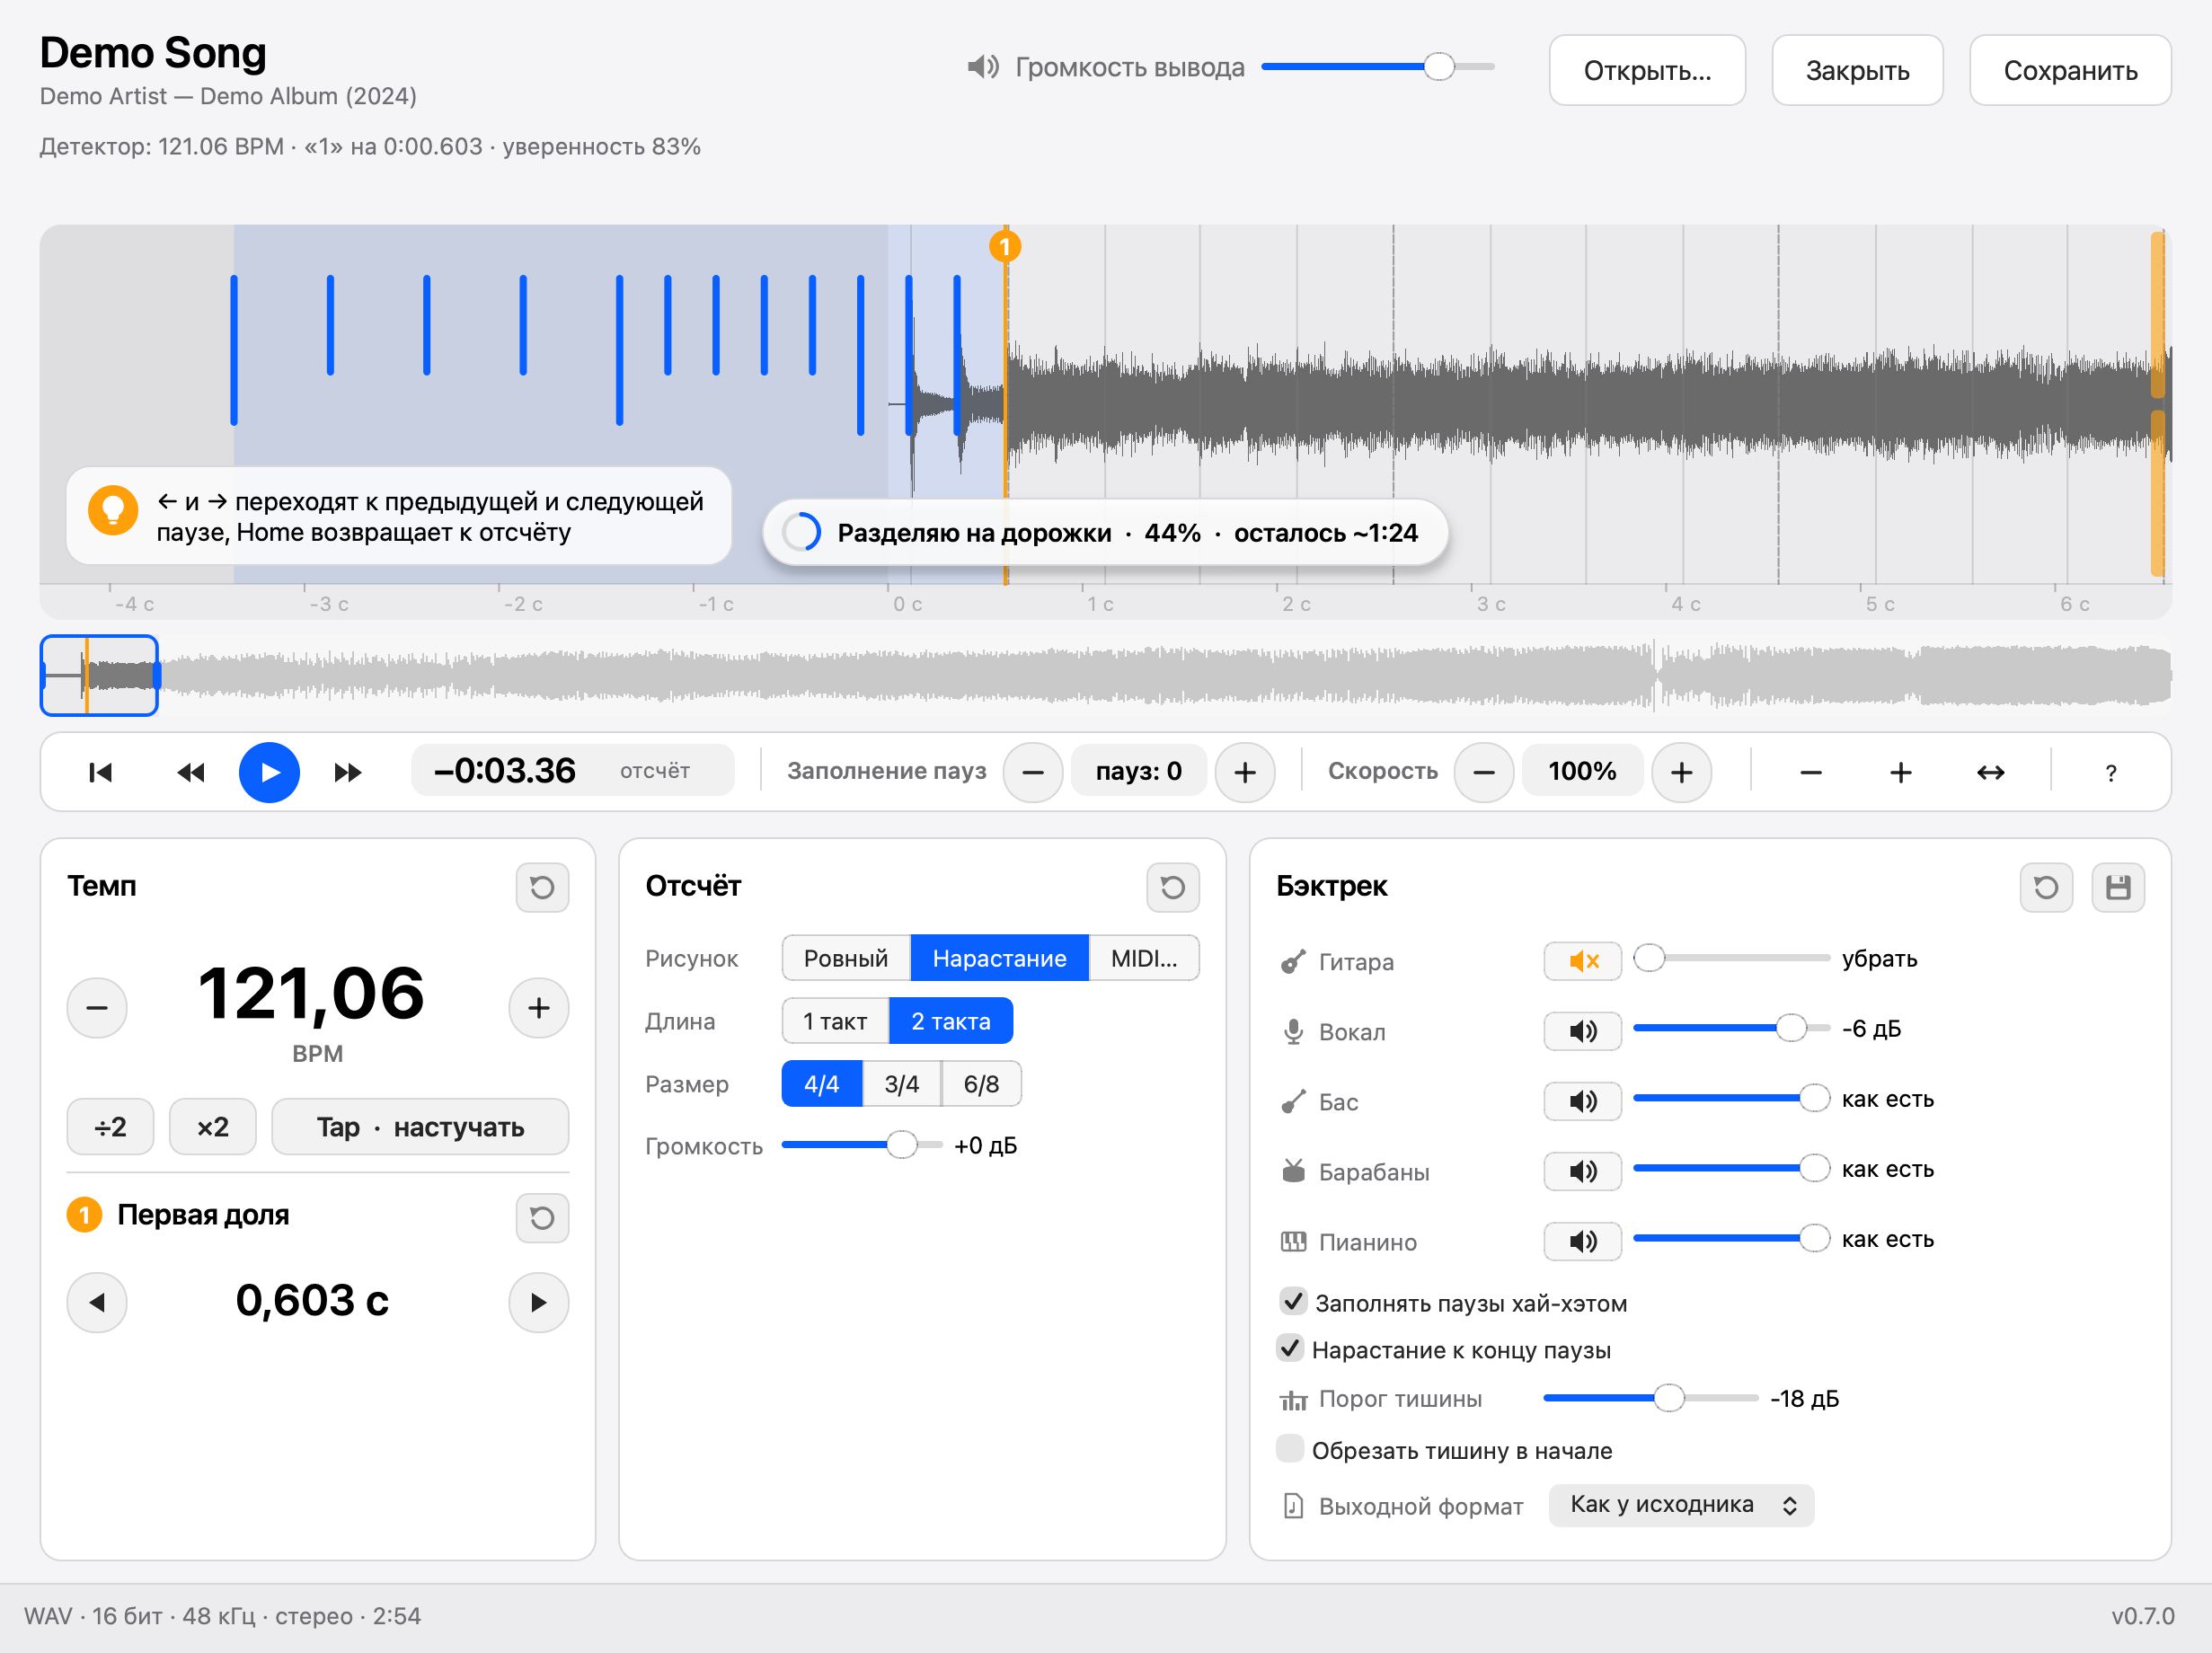 Demo Song
Demo Artist — Demo Album (2024)
Детектор: 121.06 BPM · «1» на 0:00.603 · уверенность 83%
Громкость вывода
Открыть...
Закрыть
Сохранить
1
← и → переходят к предыдущей и следующей
паузе, Home возвращает к отсчёту
Разделяю на дорожки · 44% · осталось ~1:24
-4 с
-3 с
-2 с
-1 с
0 с
1 с
2 с
3 с
4 с
5 с
6 с
−0:03.36 отсчёт
Заполнение пауз
−
пауз: 0
+
Скорость
−
100%
+
−
+
↔
?
Темп
−
121,06
+
BPM
÷2
×2
Tap · настучать
1 Первая доля
0,603 с
Отсчёт
Рисунок Ровный Нарастание MIDI...
Длина 1 такт 2 такта
Размер 4/4 3/4 6/8
Громкость +0 дБ
Бэктрек
Гитара убрать
Вокал -6 дБ
Бас как есть
Барабаны как есть
Пианино как есть
Заполнять паузы хай-хэтом
Нарастание к концу паузы
Порог тишины -18 дБ
Обрезать тишину в начале
Выходной формат Как у исходника
WAV · 16 бит · 48 кГц · стерео · 2:54
v0.7.0